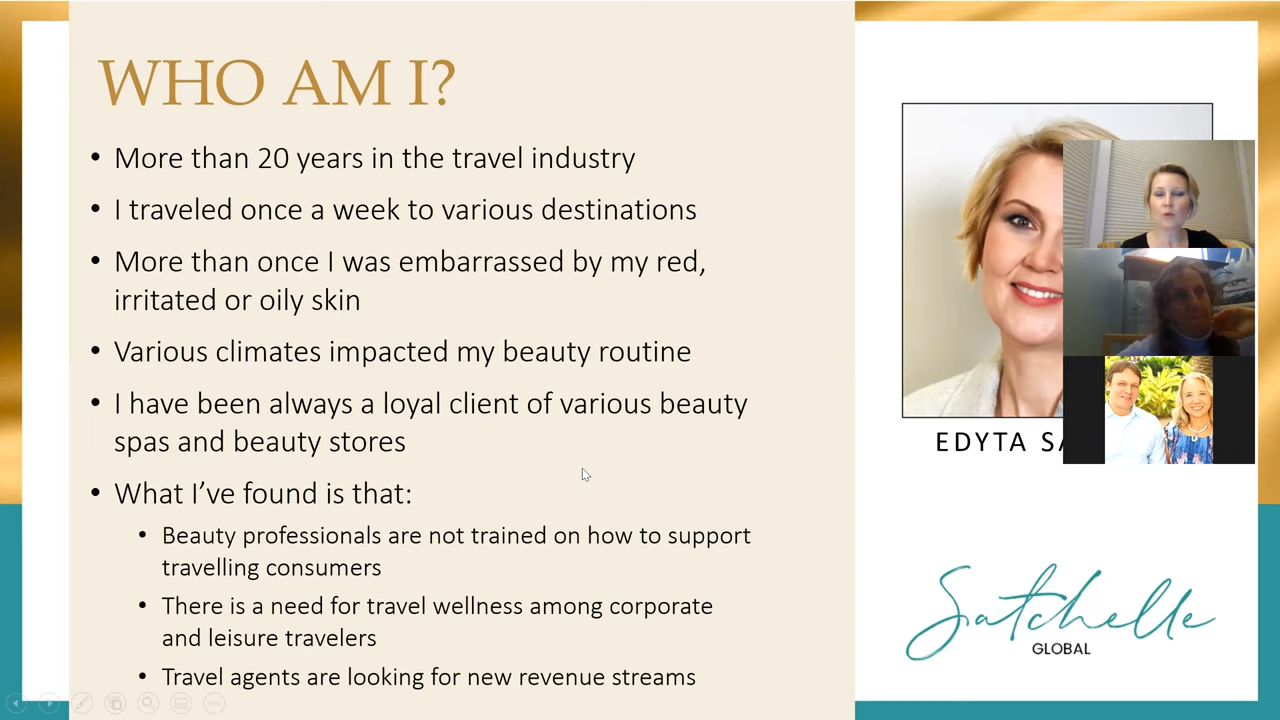 WHO AM I?
• More than 20 years in the travel industry
• I traveled once a week to various destinations
• More than once I was embarrassed by my red,
irritated or oily skin
• Various climates impacted my beauty routine
• I have been always a loyal client of various beauty
spas and beauty stores
• What I've found is that:
• Beauty professionals are not trained on how to support
travelling consumers
• There is a need for travel wellness among corporate
and leisure travelers
• Travel agents are looking for new revenue streams
EDYTA
Satchelle
GLOBAL